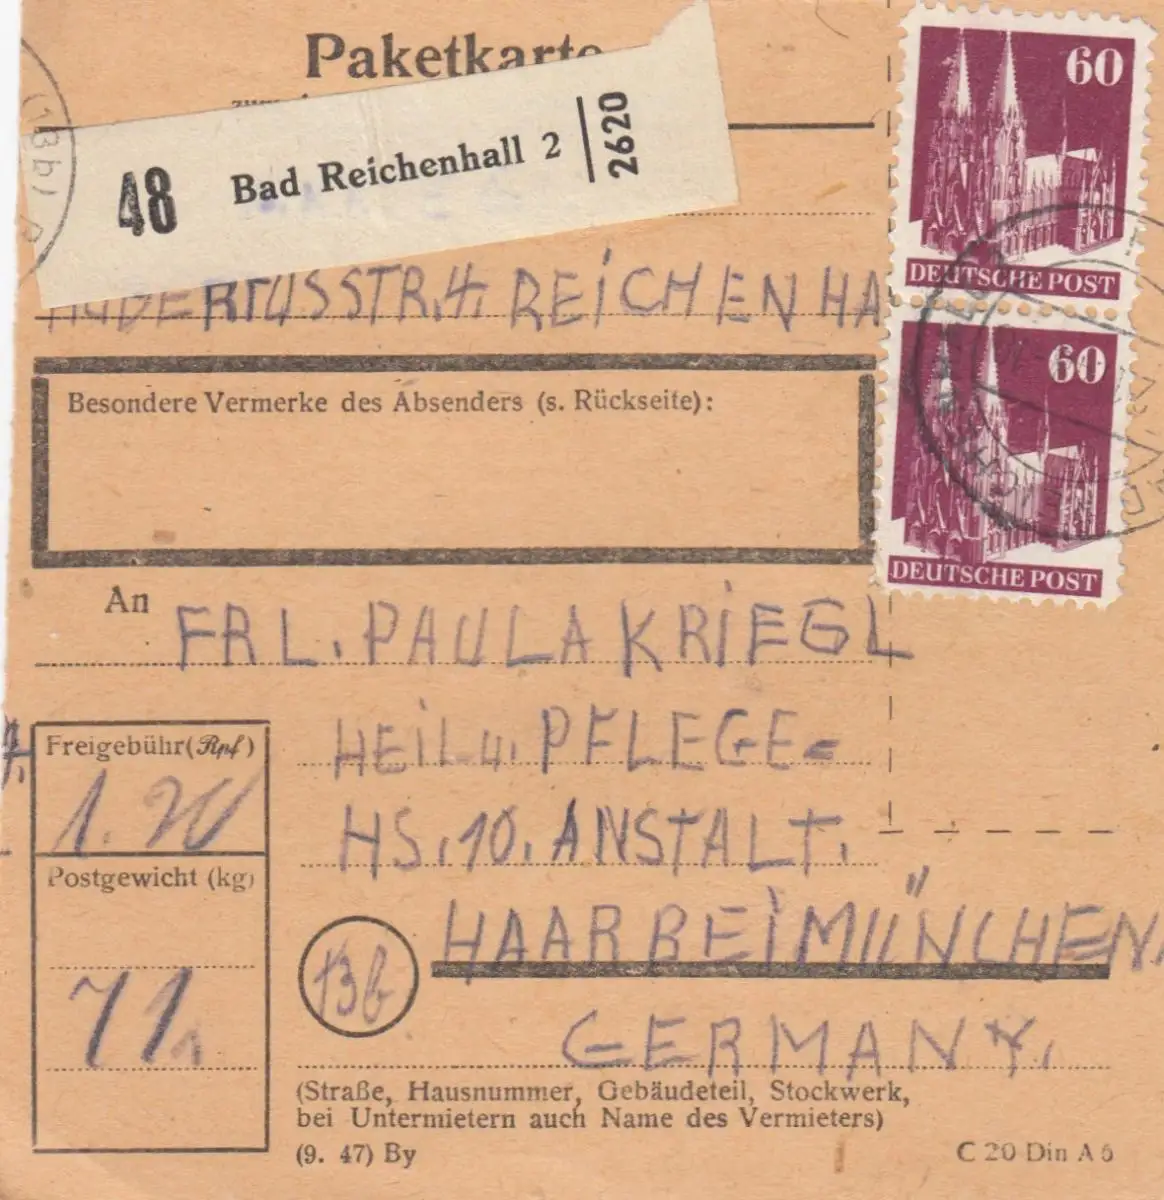 Paketkarte
48 Bad Reichenhall 2 2620
(13b)
60
DEUTSCHE POST
HUBERTUSSTR.4. REICHENHA
60
DEUTSCHE POST
Besondere Vermerke des Absenders (s. Rückseite):
An FRL. PAULA KRIEGL
HEIL u. PFLEGE=
HS. 10. ANSTALT.
13b HAAR BEI MÜNCHEN
GERMANY.
Freigebühr (Rpf)
1.20
Postgewicht (kg)
(Straße, Hausnummer, Gebäudeteil, Stockwerk,
bei Untermietern auch Name des Vermieters)
(9. 47) By
C 20 Din A 6